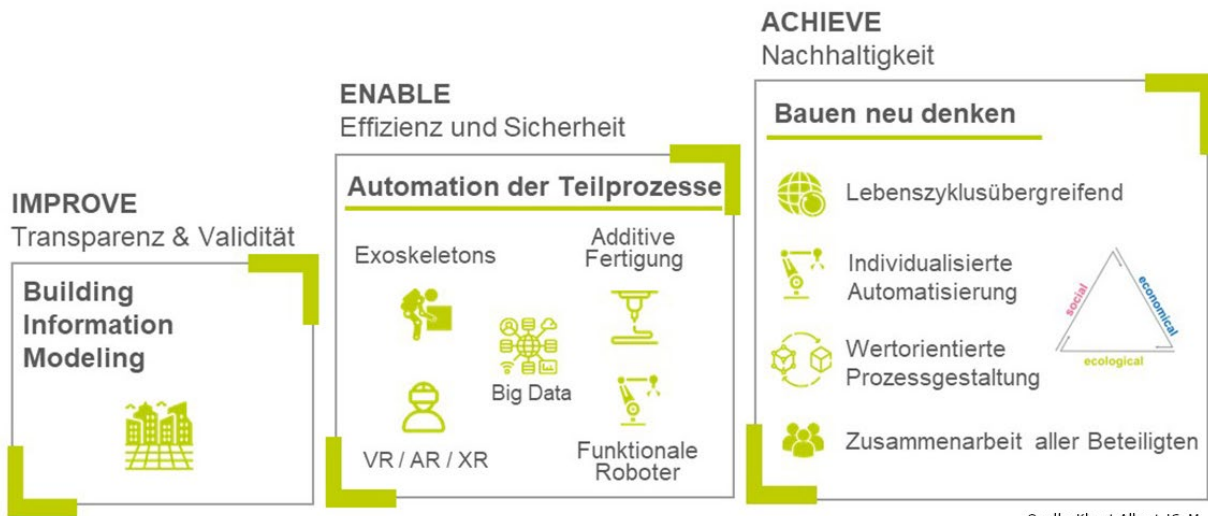 IMPROVE
Transparenz & Validität
Building
Information
Modeling
ENABLE
Effizienz und Sicherheit
Automation der Teilprozesse
Exoskeletons
Additive
Fertigung
Big Data
VR / AR / XR
Funktionale
Roboter
ACHIEVE
Nachhaltigkeit
Bauen neu denken
Lebenszyklusübergreifend
Individualisierte
Automatisierung
Wertorientierte
Prozessgestaltung
Zusammenarbeit aller Beteiligten
social
economical
ecological